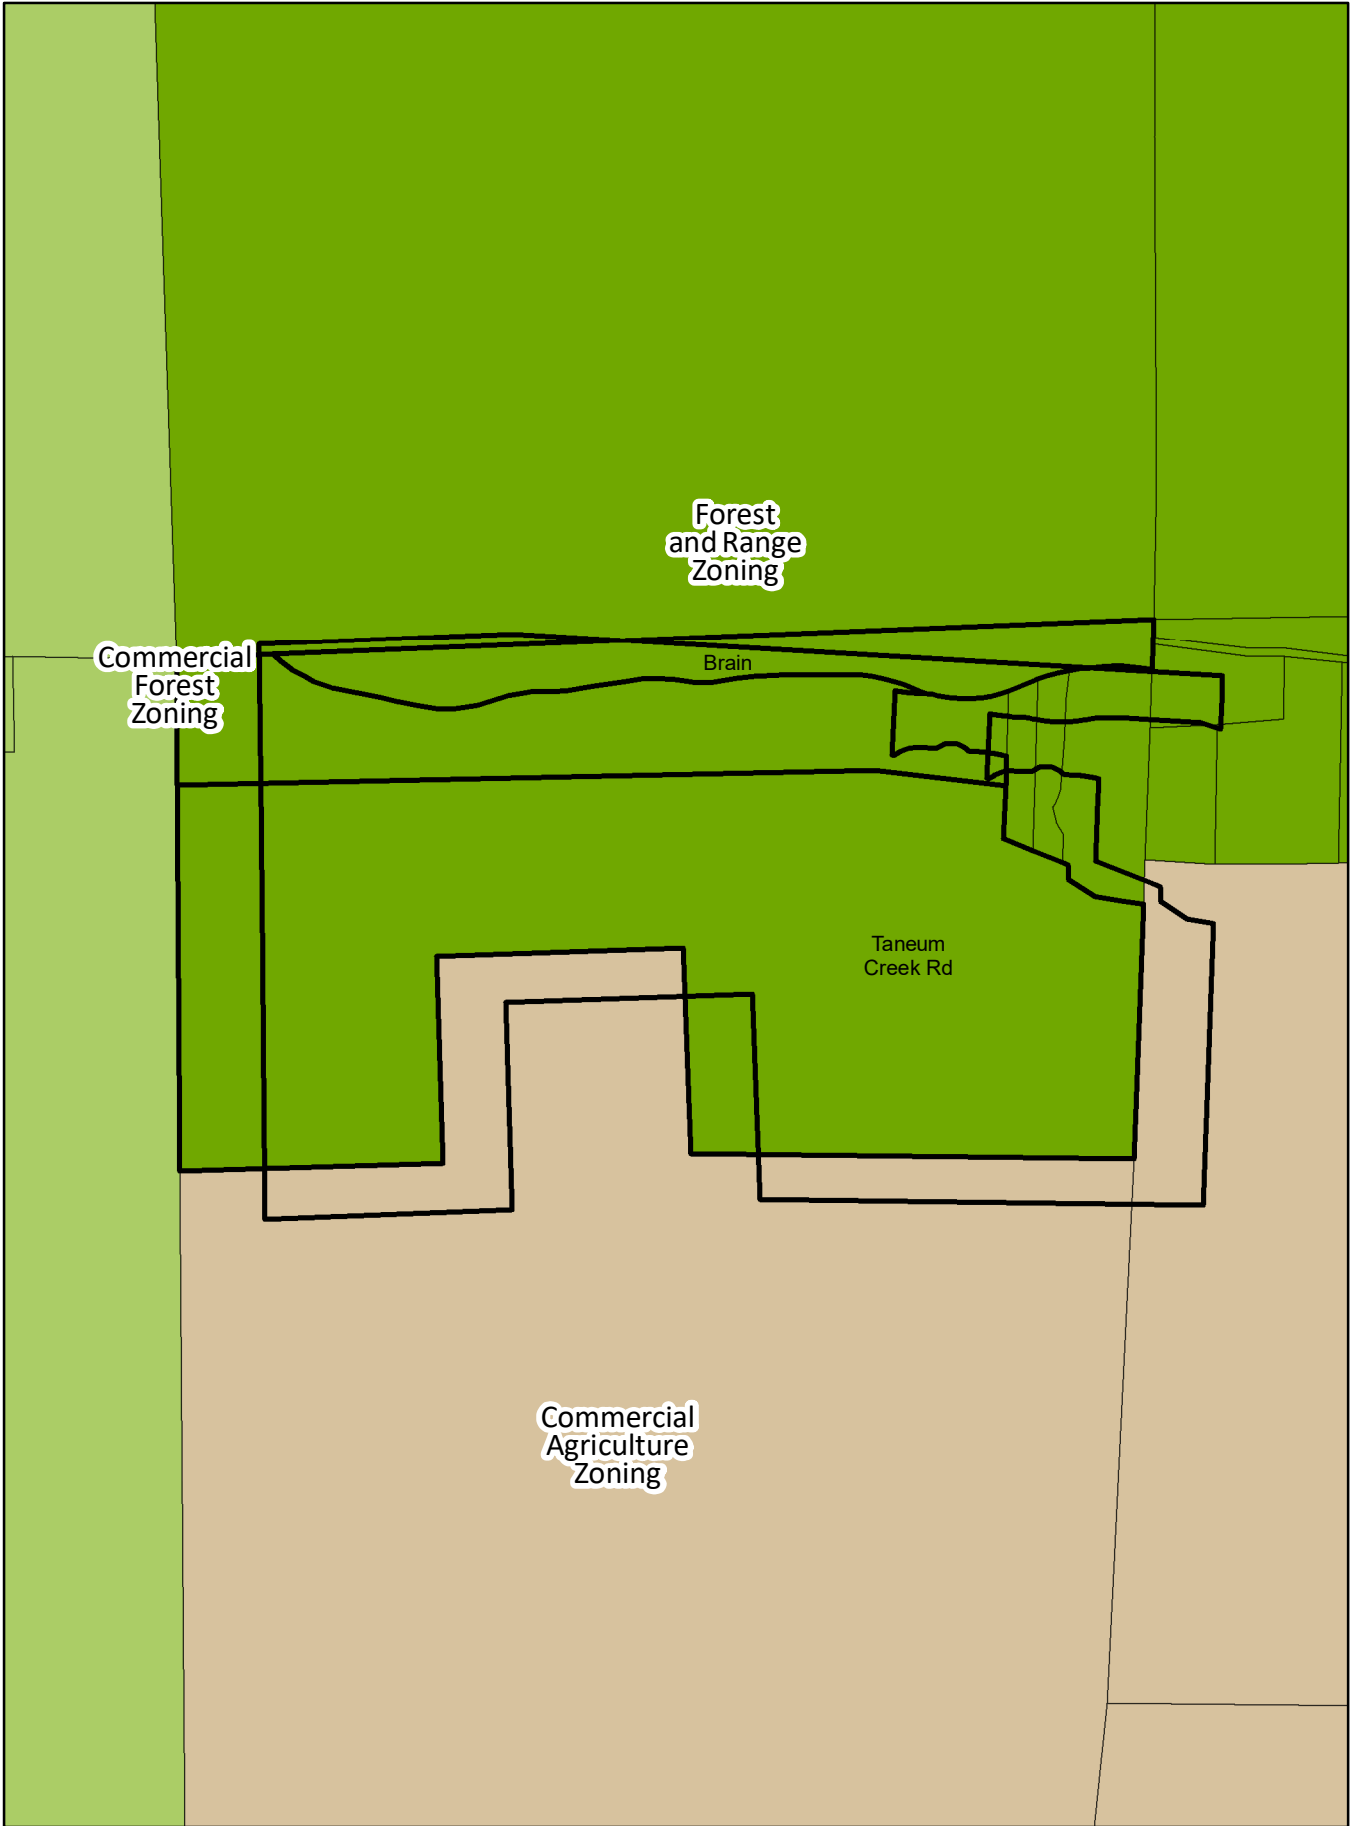 Forest
and Range
Zoning
Commercial
Forest
Zoning
Brain
Taneum
Creek Rd
Commercial
Agriculture
Zoning